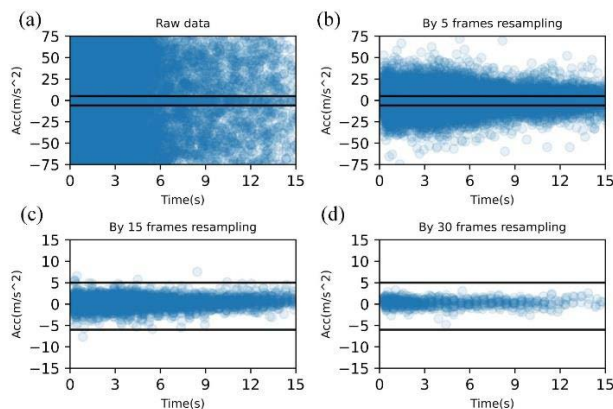 (a)
Raw data
75
50
25
0
−25
−50
−75
Acc(m/s^2)
0 3 6 9 12 15
Time(s)
(b)
By 5 frames resampling
75
50
25
0
−25
−50
−75
Acc(m/s^2)
0 3 6 9 12 15
Time(s)
(c)
By 15 frames resampling
15
10
5
0
−5
−10
−15
Acc(m/s^2)
0 3 6 9 12 15
Time(s)
(d)
By 30 frames resampling
15
10
5
0
−5
−10
−15
Acc(m/s^2)
0 3 6 9 12 15
Time(s)